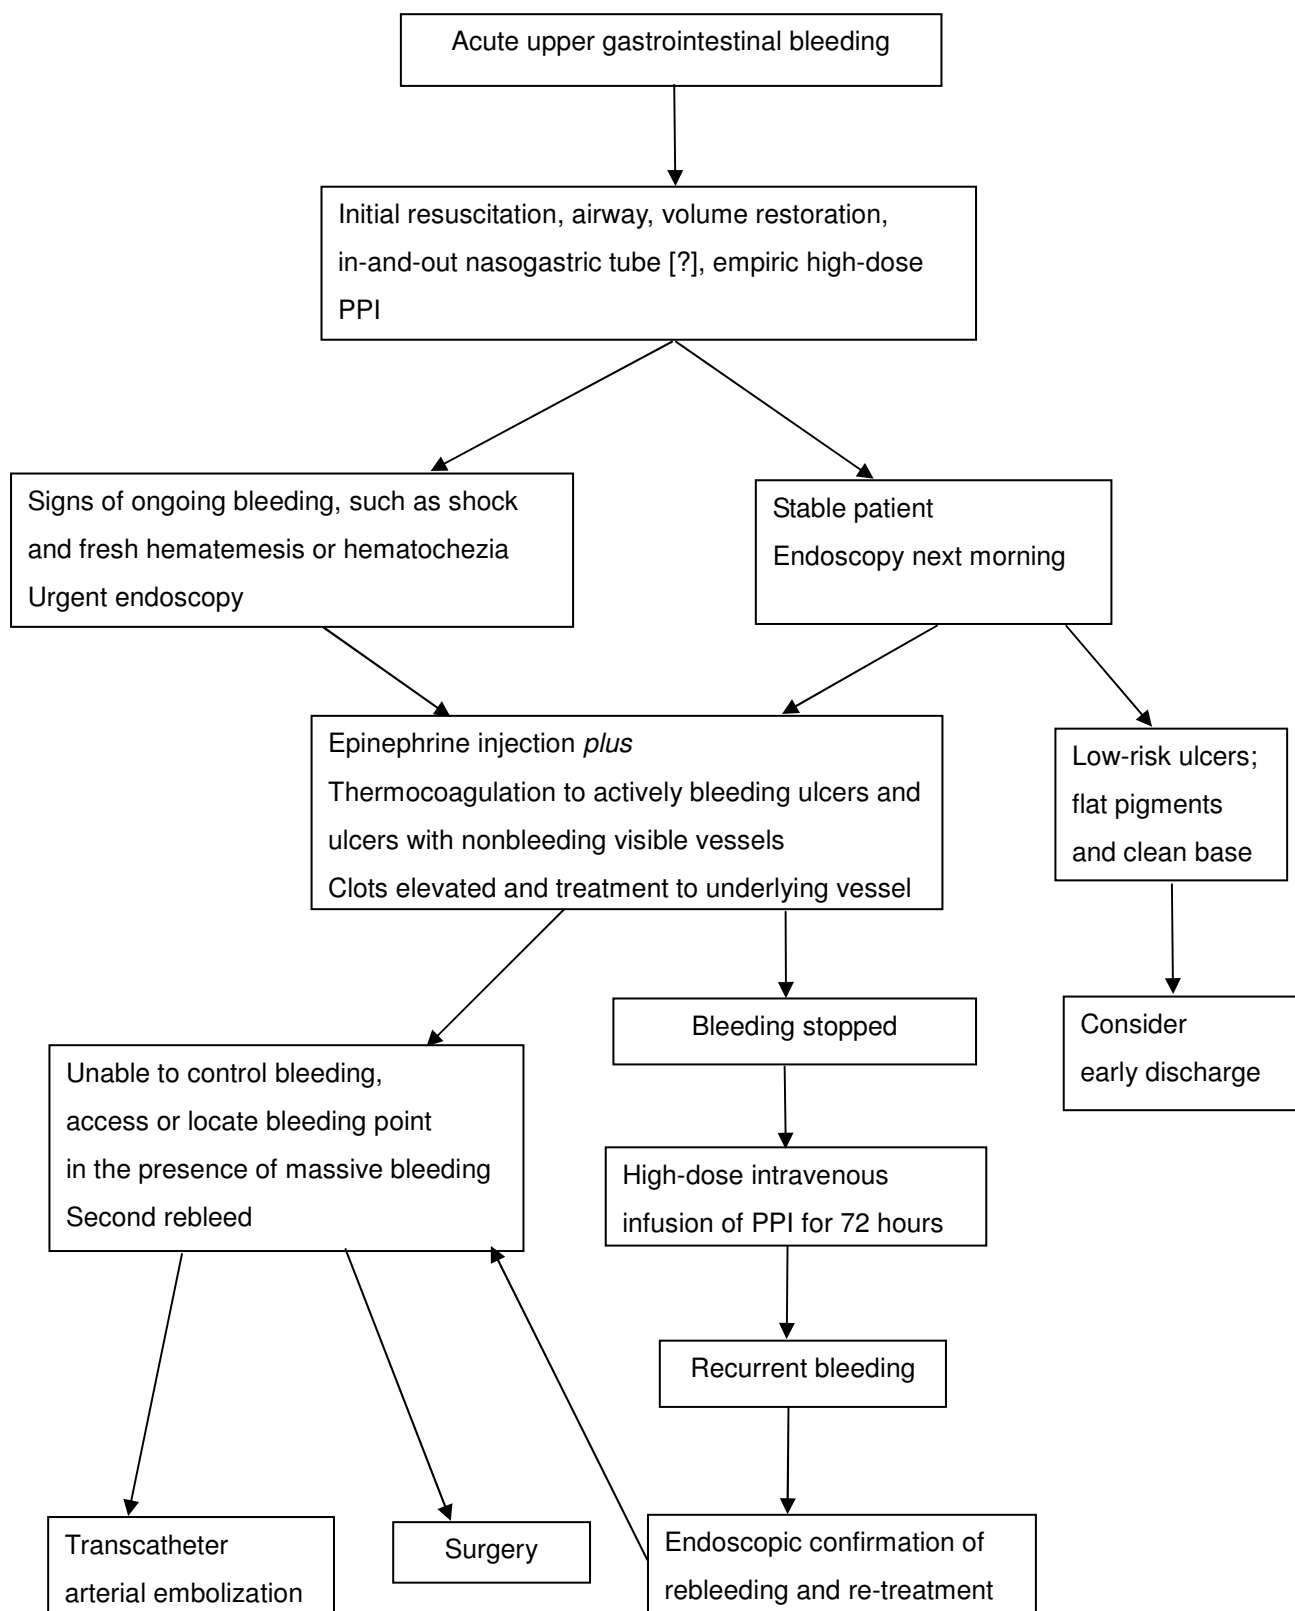 Acute upper gastrointestinal bleeding
Initial resuscitation, airway, volume restoration,
in-and-out nasogastric tube [?], empiric high-dose
PPI
Signs of ongoing bleeding, such as shock
and fresh hematemesis or hematochezia
Urgent endoscopy
Stable patient
Endoscopy next morning
Epinephrine injection plus
Thermocoagulation to actively bleeding ulcers and
ulcers with nonbleeding visible vessels
Clots elevated and treatment to underlying vessel
Low-risk ulcers;
flat pigments
and clean base
Bleeding stopped
Consider
early discharge
Unable to control bleeding,
access or locate bleeding point
in the presence of massive bleeding
Second rebleed
High-dose intravenous
infusion of PPI for 72 hours
Recurrent bleeding
Transcatheter
arterial embolization
Surgery
Endoscopic confirmation of
rebleeding and re-treatment